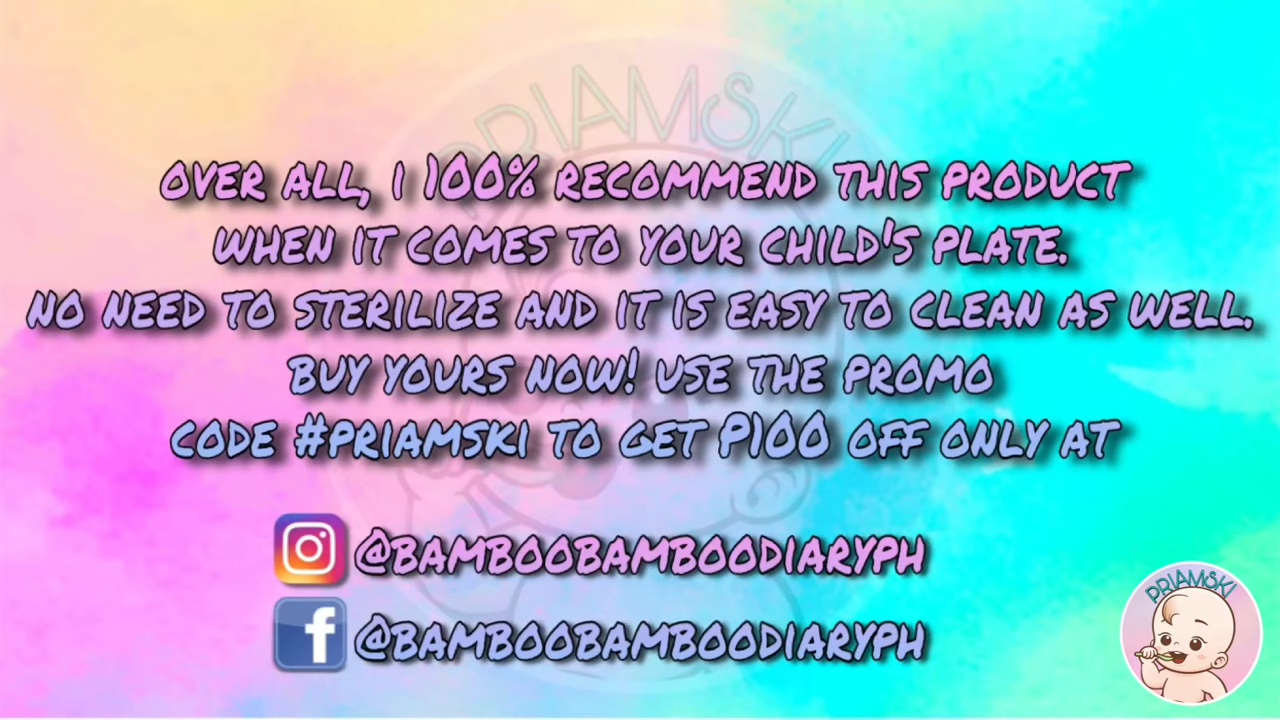 PRIAMSKI
OVER ALL, I 100% RECOMMEND THIS PRODUCT
WHEN IT COMES TO YOUR CHILD'S PLATE.
NO NEED TO STERILIZE AND IT IS EASY TO CLEAN AS WELL.
BUY YOURS NOW! USE THE PROMO
CODE #PRIAMSKI TO GET P100 OFF ONLY AT
@BAMBOOBAMBOODIARYPH
f @BAMBOOBAMBOODIARYPH
PRIAMSKI